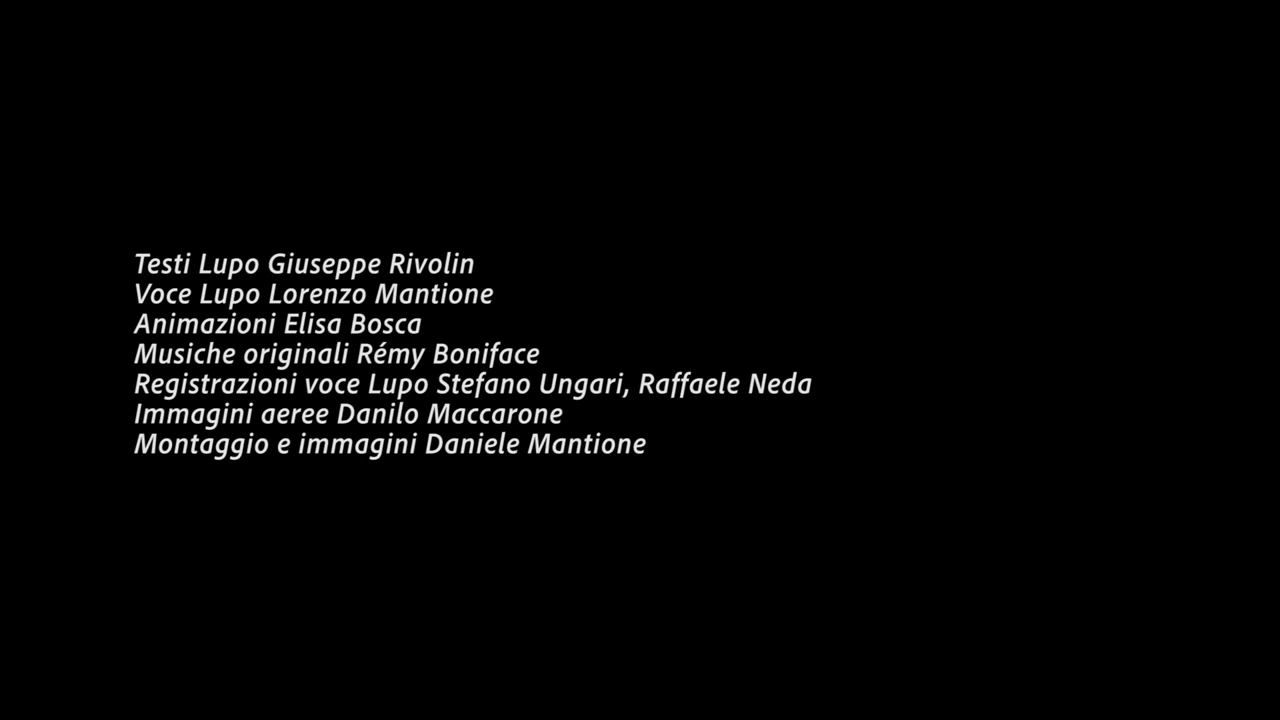 Testi Lupo Giuseppe Rivolin
Voce Lupo Lorenzo Mantione
Animazioni Elisa Bosca
Musiche originali Rémy Boniface
Registrazioni voce Lupo Stefano Ungari, Raffaele Neda
Immagini aeree Danilo Maccarone
Montaggio e immagini Daniele Mantione